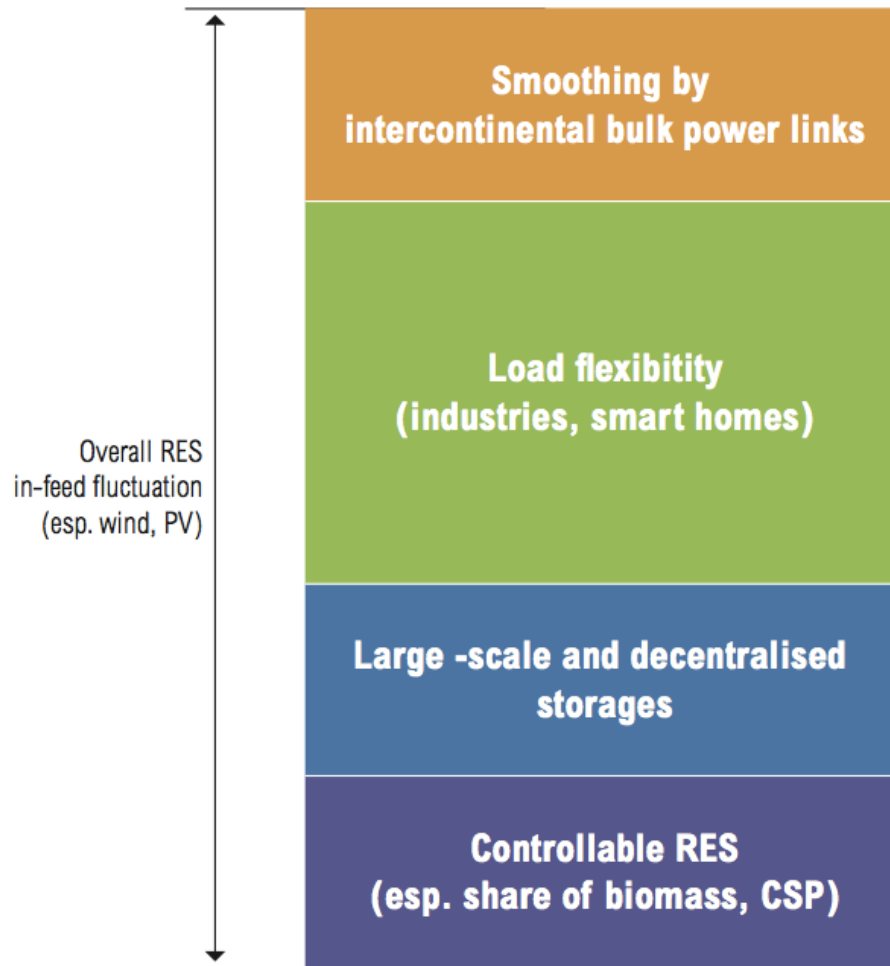 Smoothing by
intercontinental bulk power links
Load flexibitity
(industries, smart homes)
Overall RES
in-feed fluctuation
(esp. wind, PV)
Large -scale and decentralised
storages
Controllable RES
(esp. share of biomass, CSP)